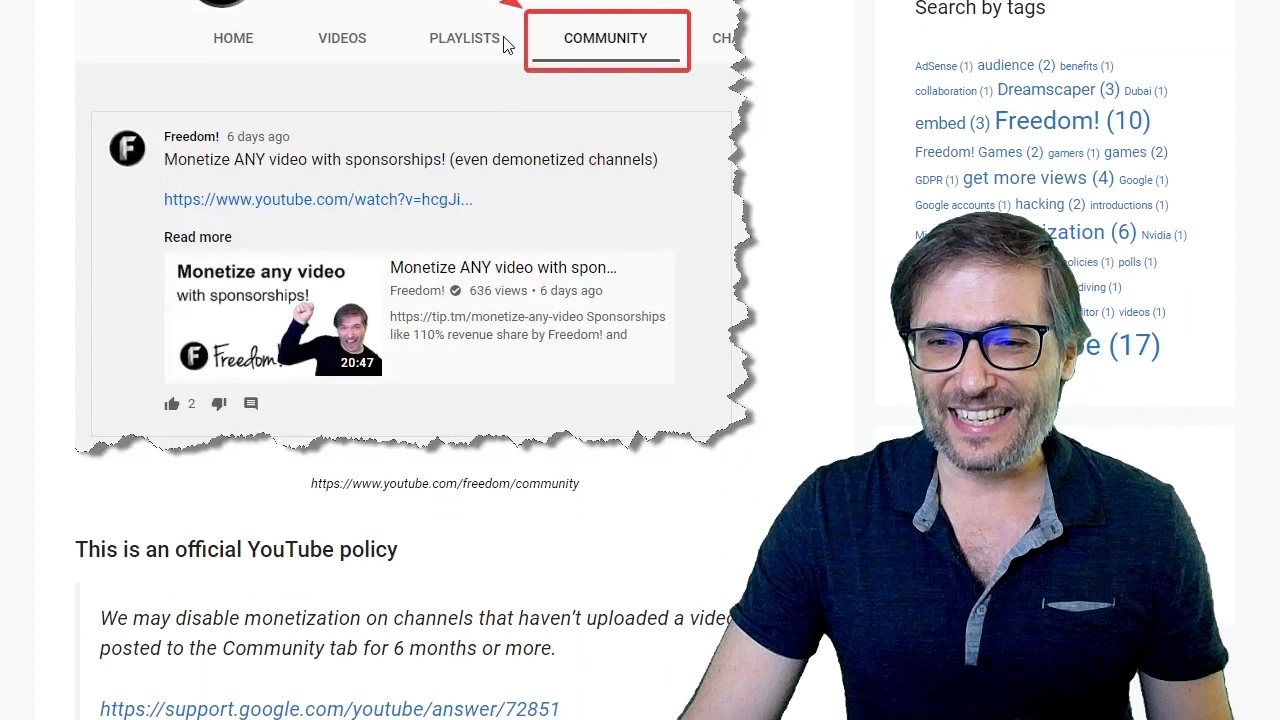 HOME VIDEOS PLAYLISTS COMMUNITY
Freedom! 6 days ago
Monetize ANY video with sponsorships! (even demonetized channels)
https://www.youtube.com/watch?v=hcgJi...
Read more
Monetize any video
with sponsorships!
Freedom!
20:47
Monetize ANY video with spon...
Freedom! 636 views • 6 days ago
https://tip.tm/monetize-any-video Sponsorships
like 110% revenue share by Freedom! and
2
https://www.youtube.com/freedom/community
This is an official YouTube policy
We may disable monetization on channels that haven’t uploaded a video
posted to the Community tab for 6 months or more.
https://support.google.com/youtube/answer/72851
Search by tags
AdSense (1) audience (2) benefits (1)
collaboration (1) Dreamscaper (3) Dubai (1)
embed (3) Freedom! (10)
Freedom! Games (2) gamers (1) games (2)
GDPR (1) get more views (4) Google (1)
Google accounts (1) hacking (2) introductions (1)
(6) Nvidia (1)
(1) polls (1)
(1)
(1) videos (1)
(17)